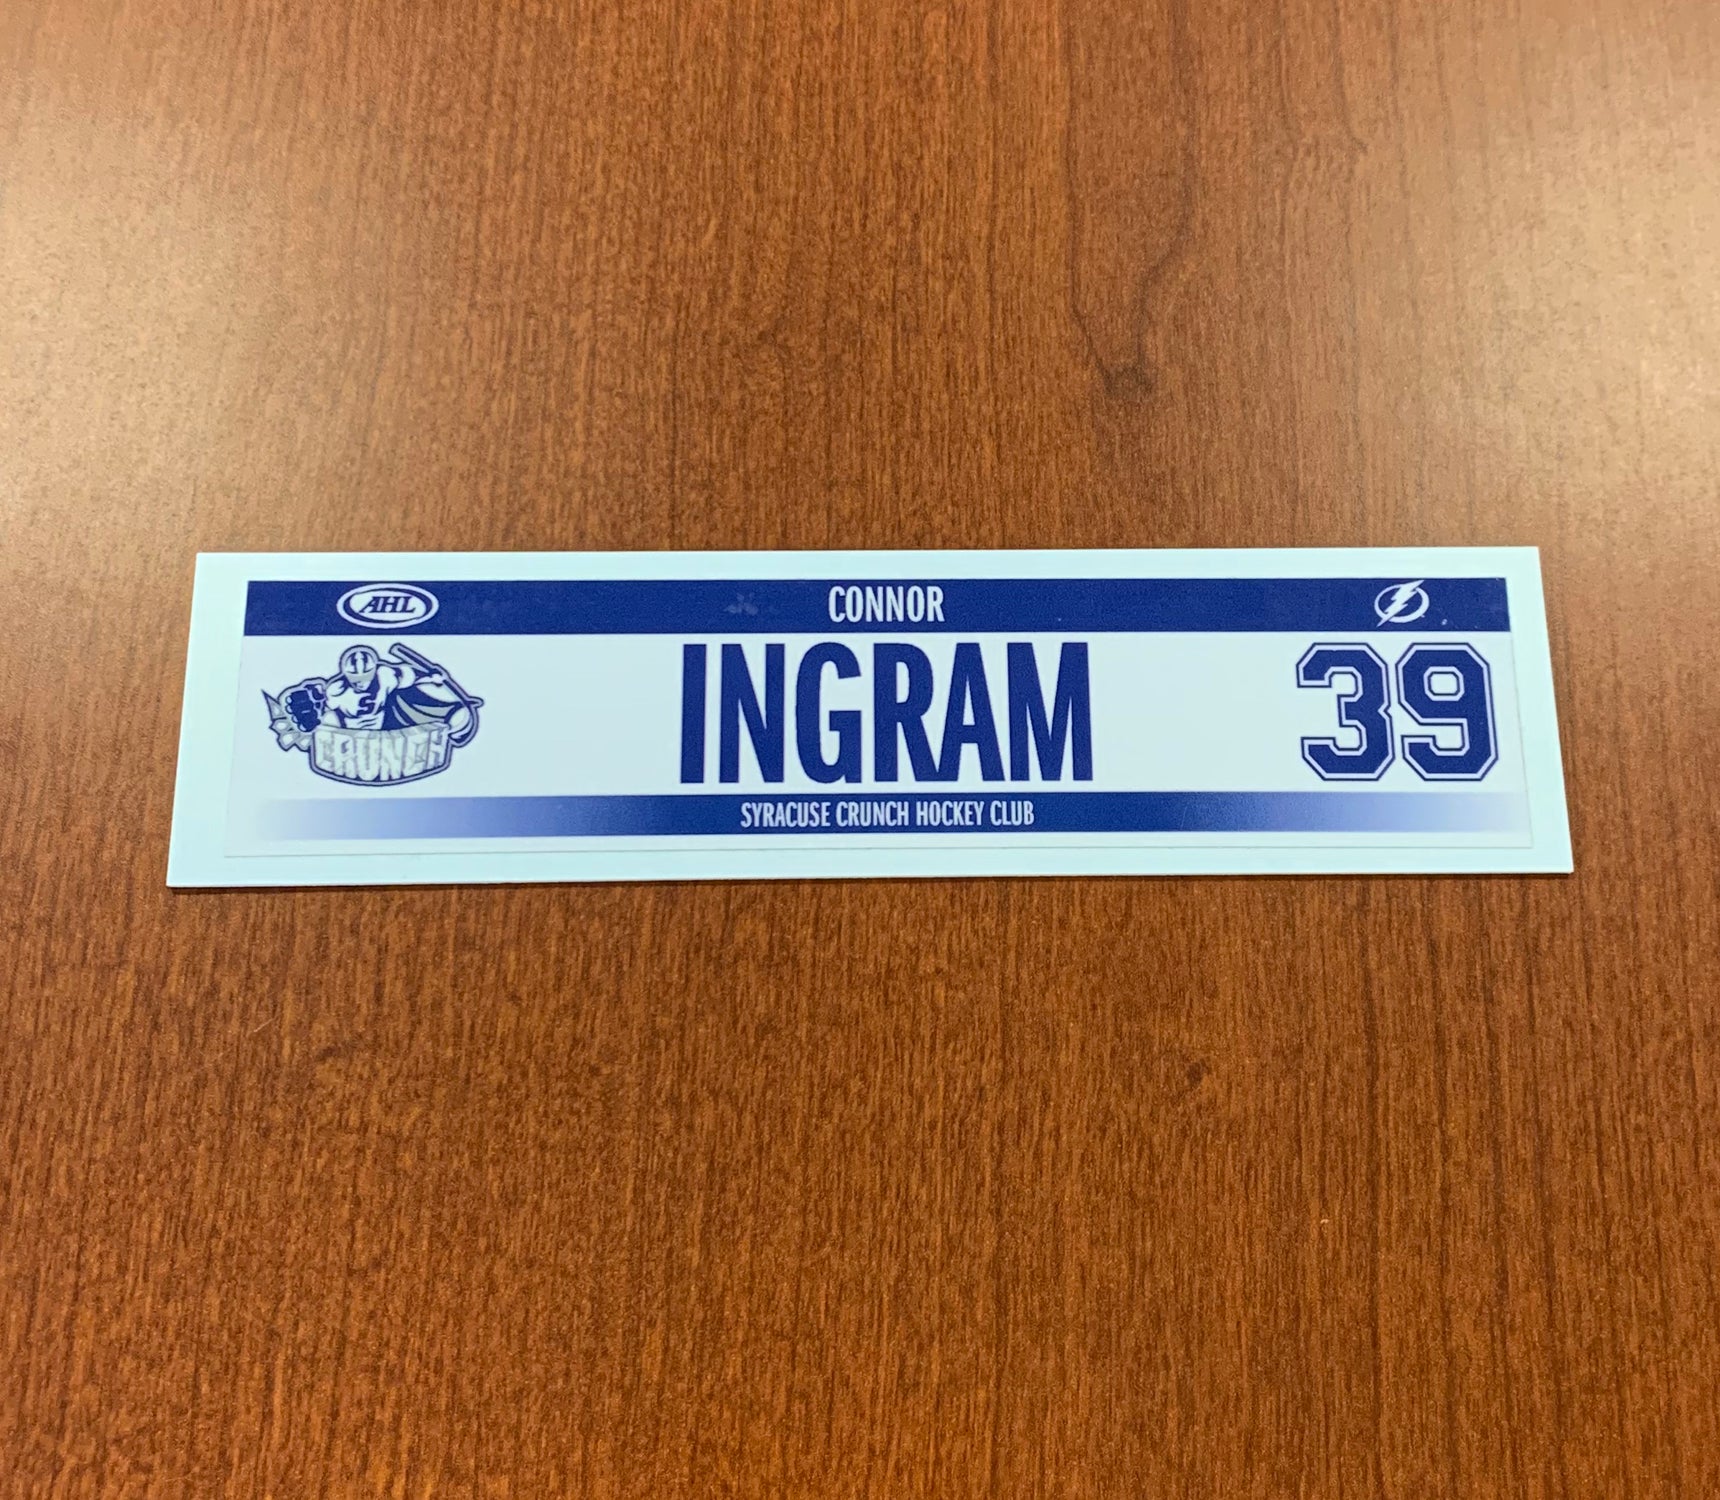 AHL
CONNOR
INGRAM
39
S
CRUNCH
SYRACUSE CRUNCH HOCKEY CLUB